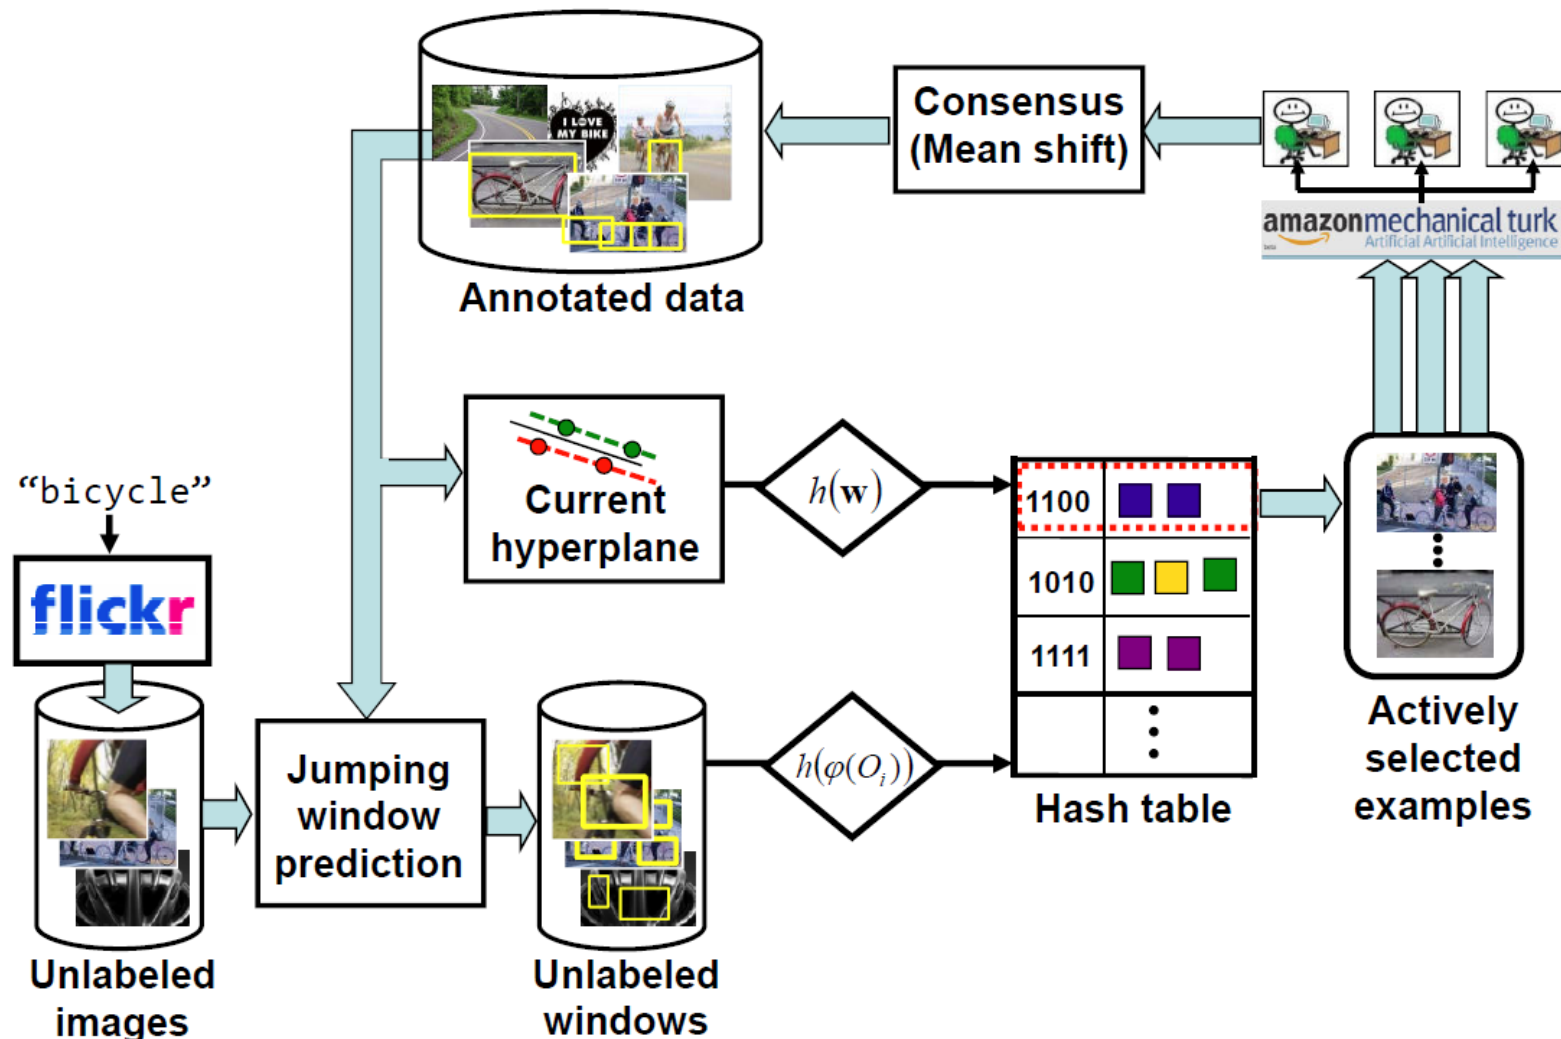 I LOVE
MY BIKE
Annotated data
Consensus
(Mean shift)
amazonmechanical turk
beta
Artificial Artificial Intelligence
"bicycle"
flickr
Unlabeled
images
Jumping
window
prediction
Unlabeled
windows
Current
hyperplane
h(w)
h(φ(O_i))
1100
1010
1111
Hash table
Actively
selected
examples